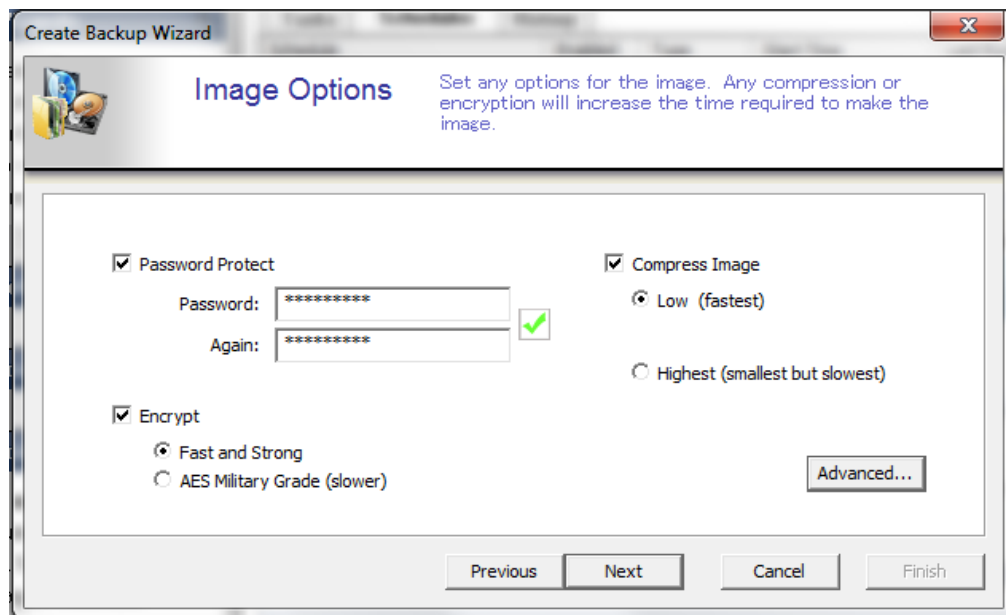 Create Backup Wizard
Image Options
Set any options for the image. Any compression or
encryption will increase the time required to make the
image.
Password Protect
Password: *********
Again: *********
Encrypt
Fast and Strong
AES Military Grade (slower)
Compress Image
Low (fastest)
Highest (smallest but slowest)
Advanced...
Previous
Next
Cancel
Finish